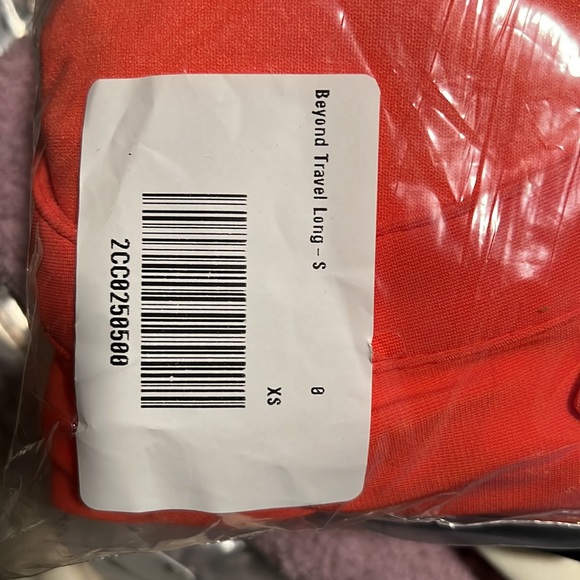 Beyond Travel Long - S
0
XS
2CC0250500